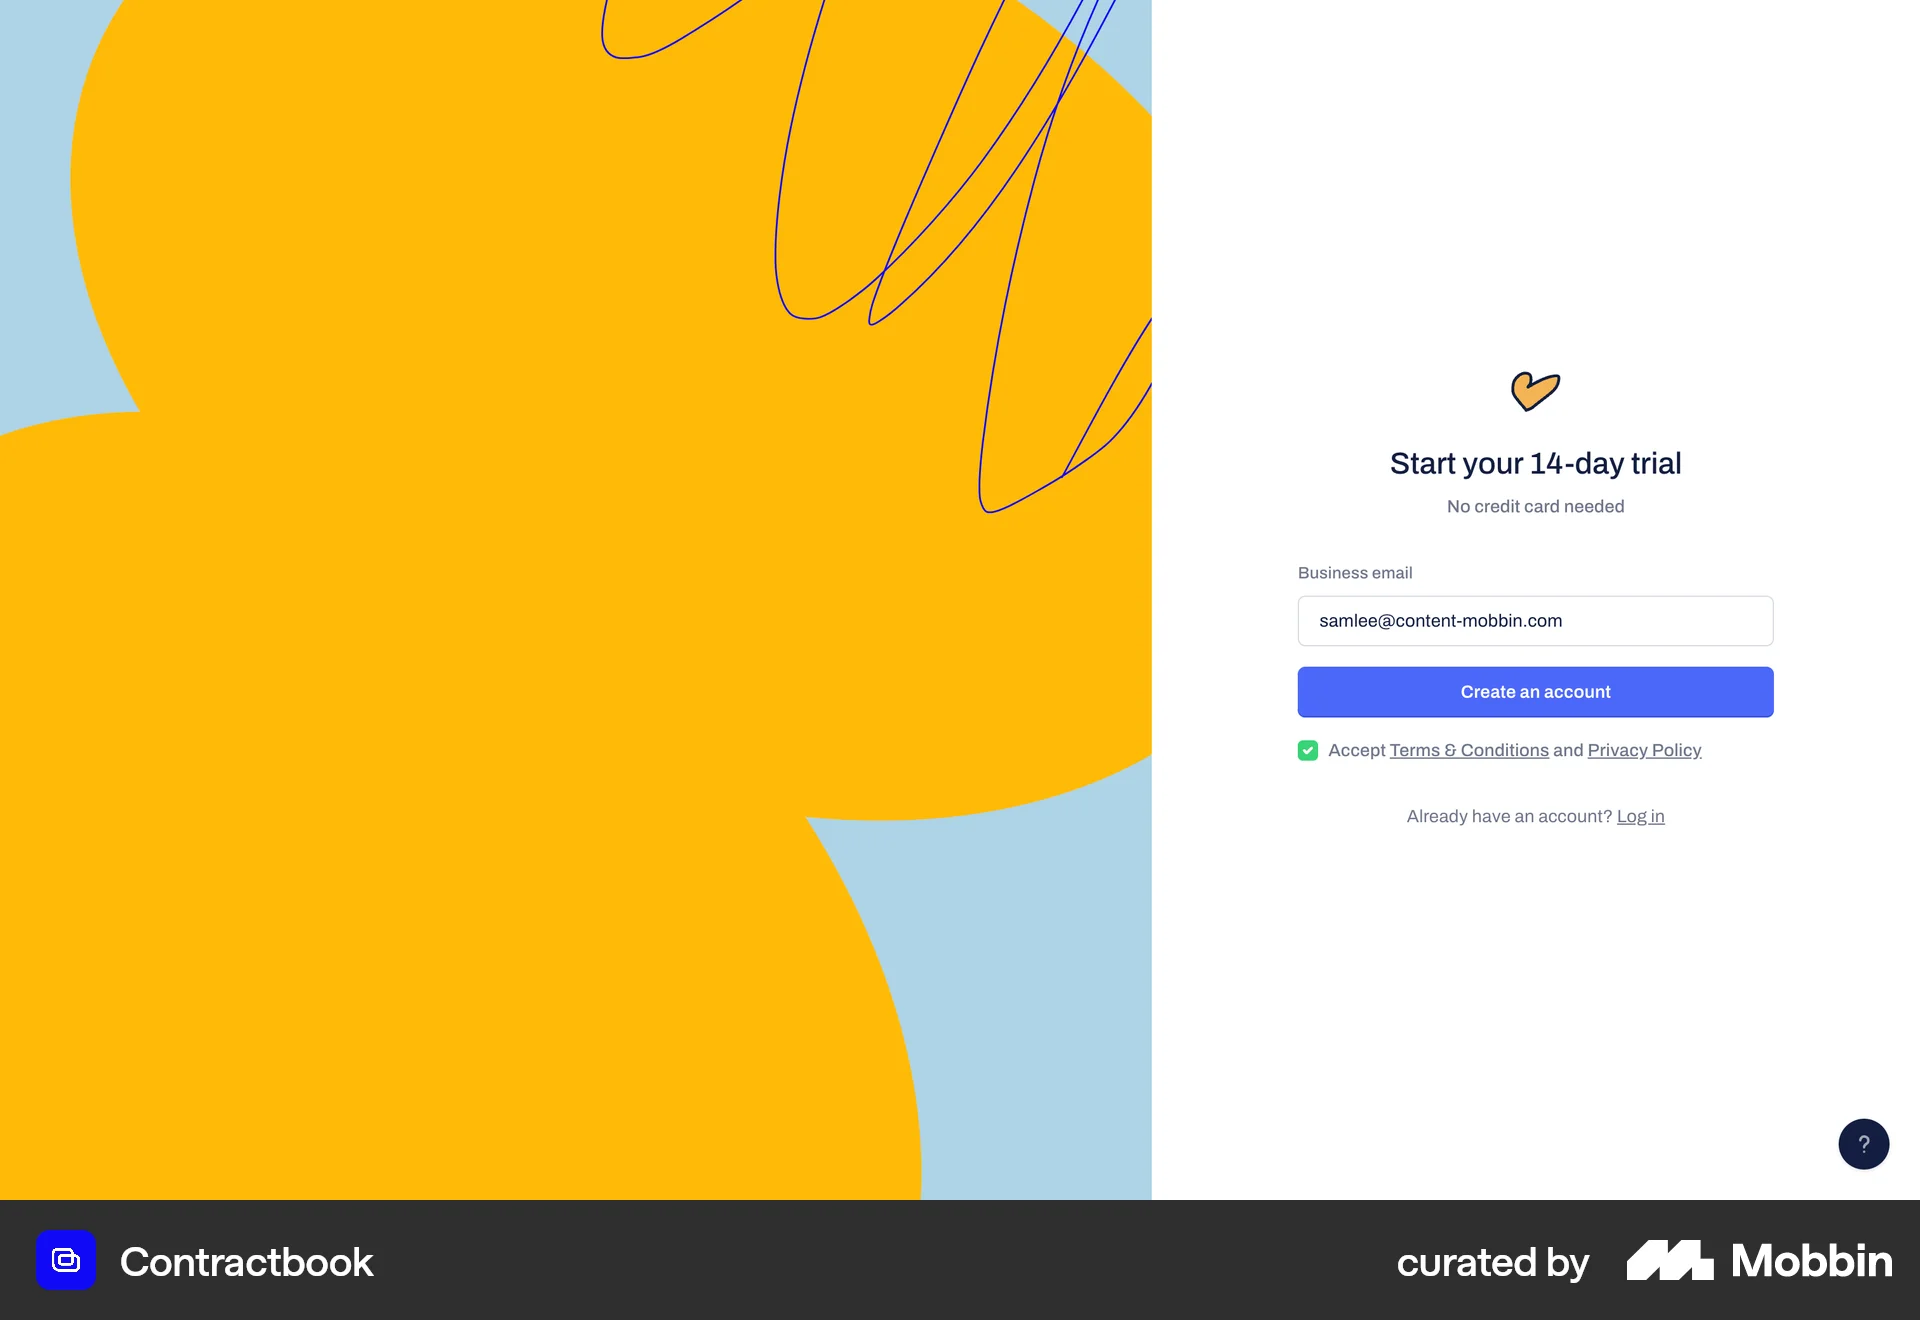 Start your 14-day trial
No credit card needed
Business email
samlee@content-mobbin.com
Create an account
Accept Terms & Conditions and Privacy Policy
Already have an account? Log in
?
Contractbook
curated by Mobbin